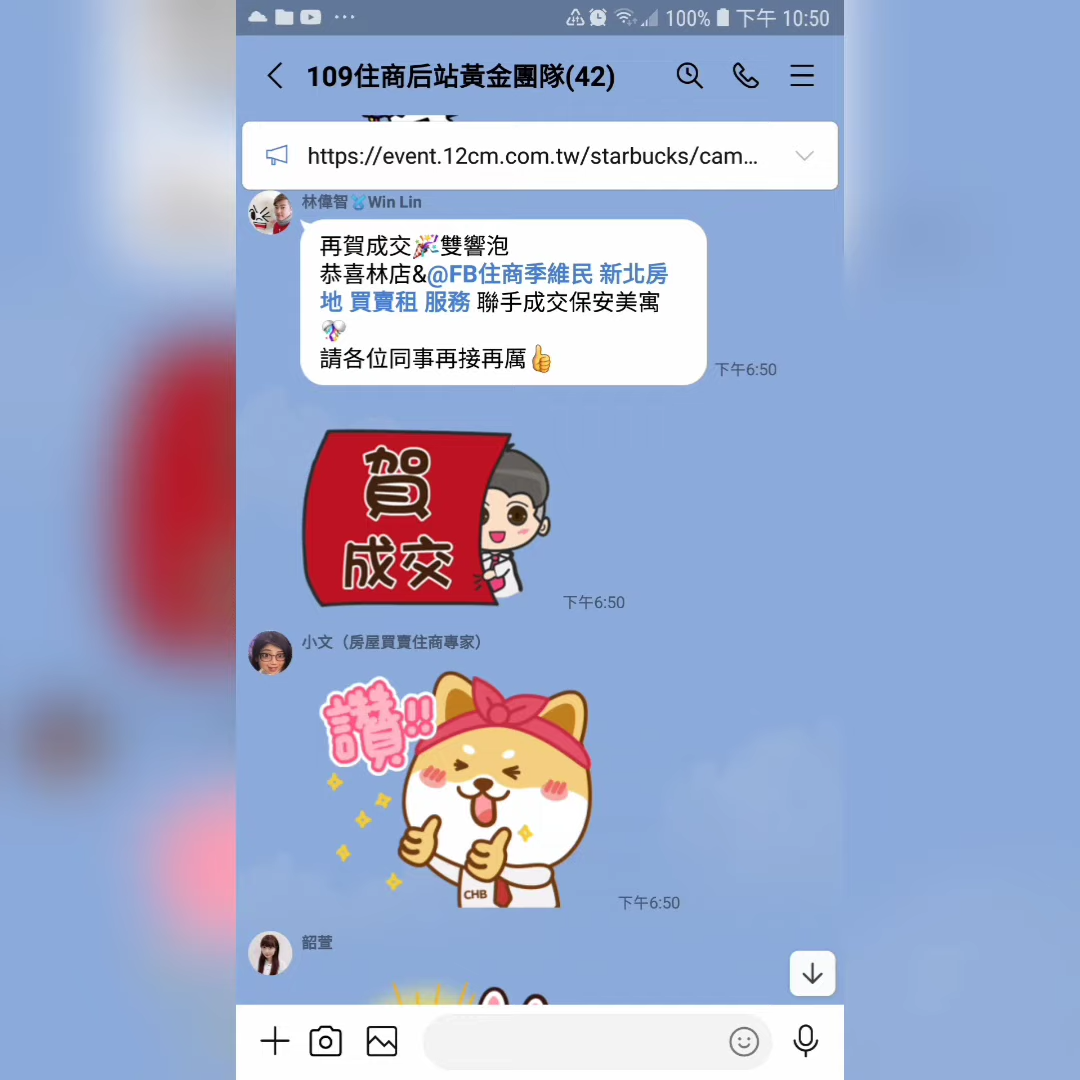 100% 下午 10:50
109住商后站黃金團隊(42)
https://event.12cm.com.tw/starbucks/cam...
林偉智🐰Win Lin
再賀成交🎉雙響泡
恭喜林店&@FB住商季維民 新北房
地 買賣租 服務 聯手成交保安美寓
🎊
請各位同事再接再厲👍
下午6:50
賀
成交
下午6:50
小文（房屋買賣住商專家）
讚!!
CHB
下午6:50
韶萱